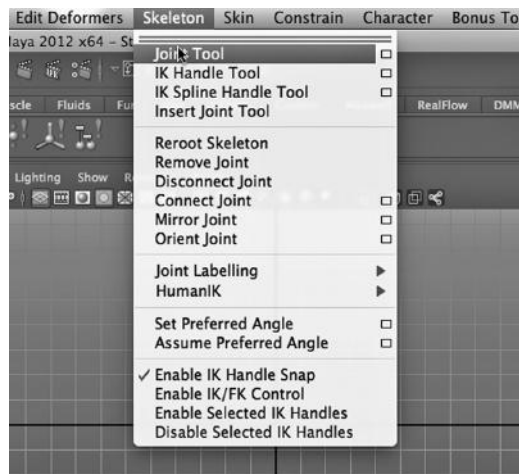 Edit Deformers Skeleton Skin Constrain Character Bonus To
laya 2012 x64 - St
Joint Tool
IK Handle Tool
IK Spline Handle Tool
Insert Joint Tool
scle Fluids Fur RealFlow DMM
Reroot Skeleton
Remove Joint
Disconnect Joint
Lighting Show R
Connect Joint
Mirror Joint
Orient Joint
Joint Labelling
HumanIK
Set Preferred Angle
Assume Preferred Angle
Enable IK Handle Snap
Enable IK/FK Control
Enable Selected IK Handles
Disable Selected IK Handles